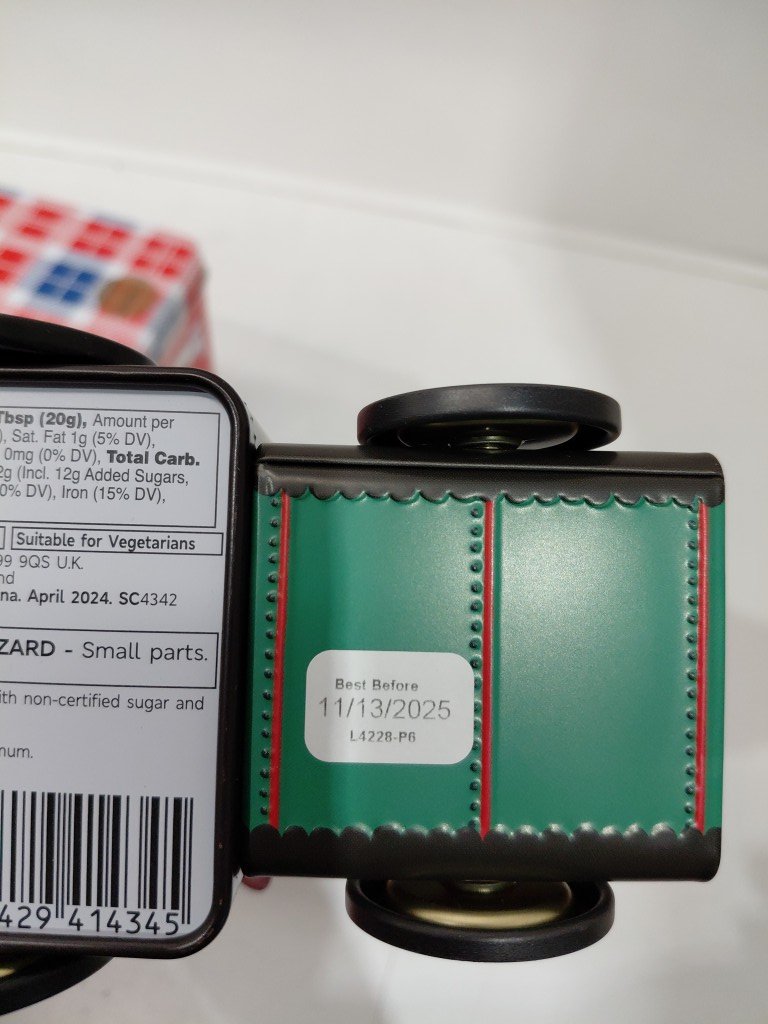 Tbsp (20g), Amount per
), Sat. Fat 1g (5% DV),
0mg (0% DV), Total Carb.
2g (Incl. 12g Added Sugars,
0% DV), Iron (15% DV),
Suitable for Vegetarians
99 9QS U.K.
nd
na. April 2024. SC4342
ZARD - Small parts.
ith non-certified sugar and
mum.
429 414345
Best Before
11/13/2025
L4228-P6